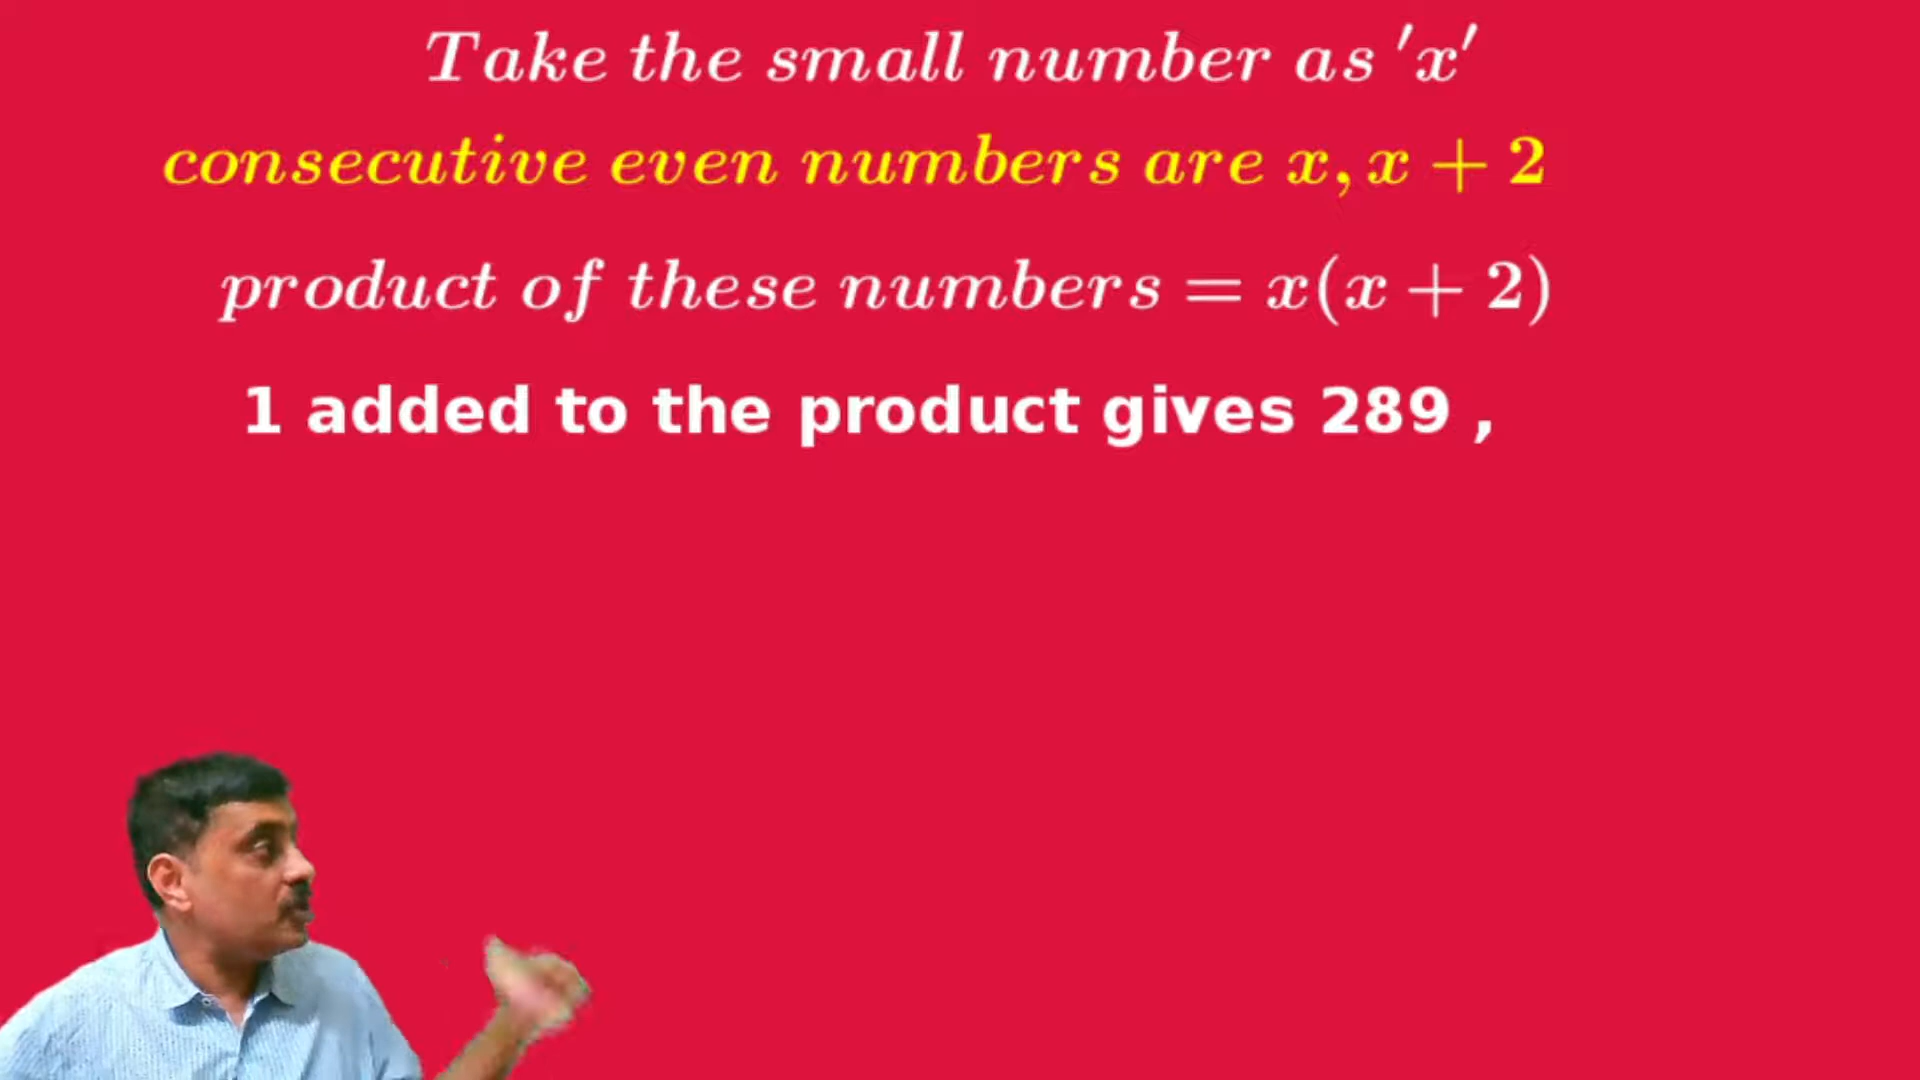 Take the small number as 'x'
consecutive even numbers are x, x + 2
product of these numbers = x(x + 2)
1 added to the product gives 289 ,